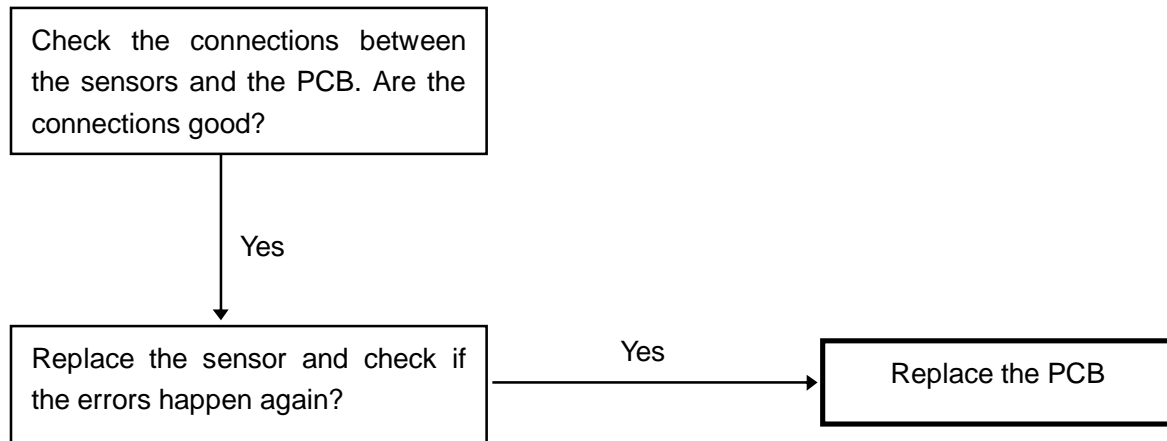 Check the connections between
the sensors and the PCB. Are the
connections good?
Yes
Replace the sensor and check if
the errors happen again?
Yes
Replace the PCB